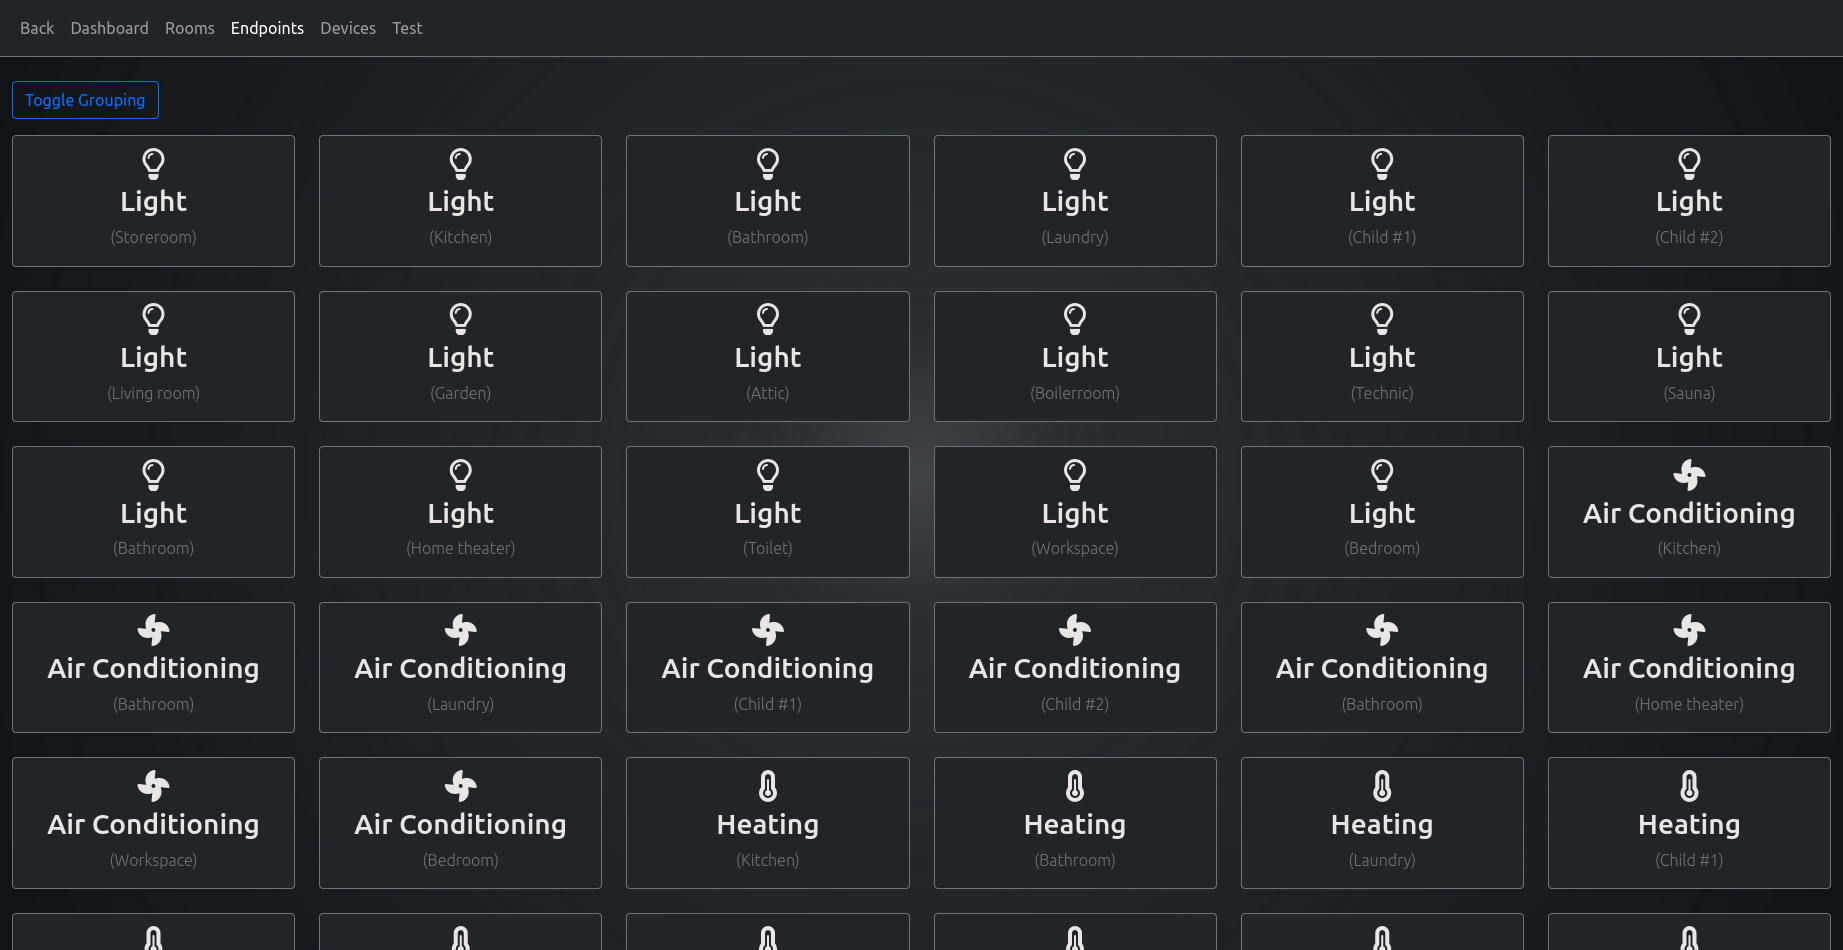 Back Dashboard Rooms Endpoints Devices Test
Toggle Grouping
Light Light Light Light Light Light
(Storeroom) (Kitchen) (Bathroom) (Laundry) (Child #1) (Child #2)
Light Light Light Light Light Light
(Living room) (Garden) (Attic) (Boilerroom) (Technic) (Sauna)
Light Light Light Light Light Air Conditioning
(Bathroom) (Home theater) (Toilet) (Workspace) (Bedroom) (Kitchen)
Air Conditioning Air Conditioning Air Conditioning Air Conditioning Air Conditioning Air Conditioning
(Bathroom) (Laundry) (Child #1) (Child #2) (Bathroom) (Home theater)
Air Conditioning Air Conditioning Heating Heating Heating Heating
(Workspace) (Bedroom) (Kitchen) (Bathroom) (Laundry) (Child #1)